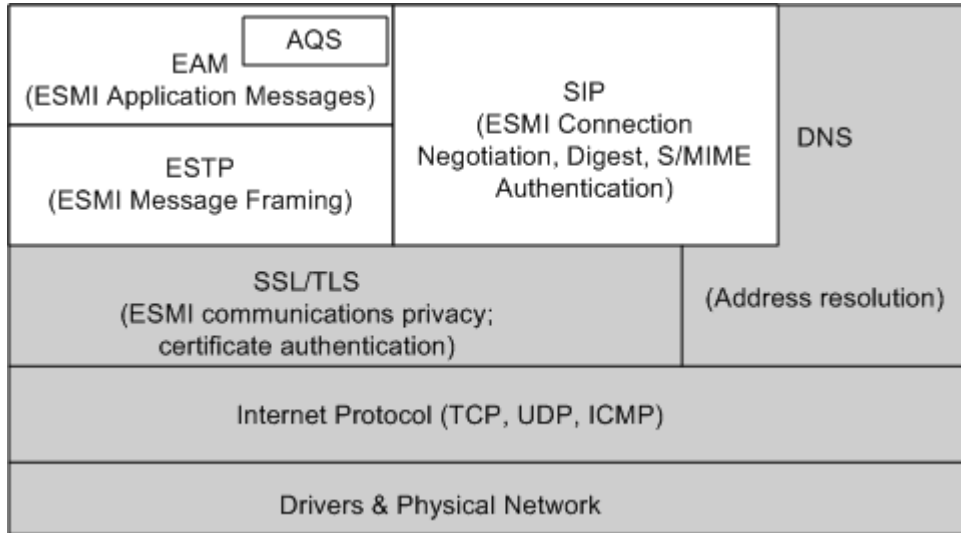 AQS
EAM
(ESMI Application Messages)
ESTP
(ESMI Message Framing)
SIP
(ESMI Connection
Negotiation, Digest, S/MIME
Authentication)
DNS
(Address resolution)
SSL/TLS
(ESMI communications privacy;
certificate authentication)
Internet Protocol (TCP, UDP, ICMP)
Drivers & Physical Network